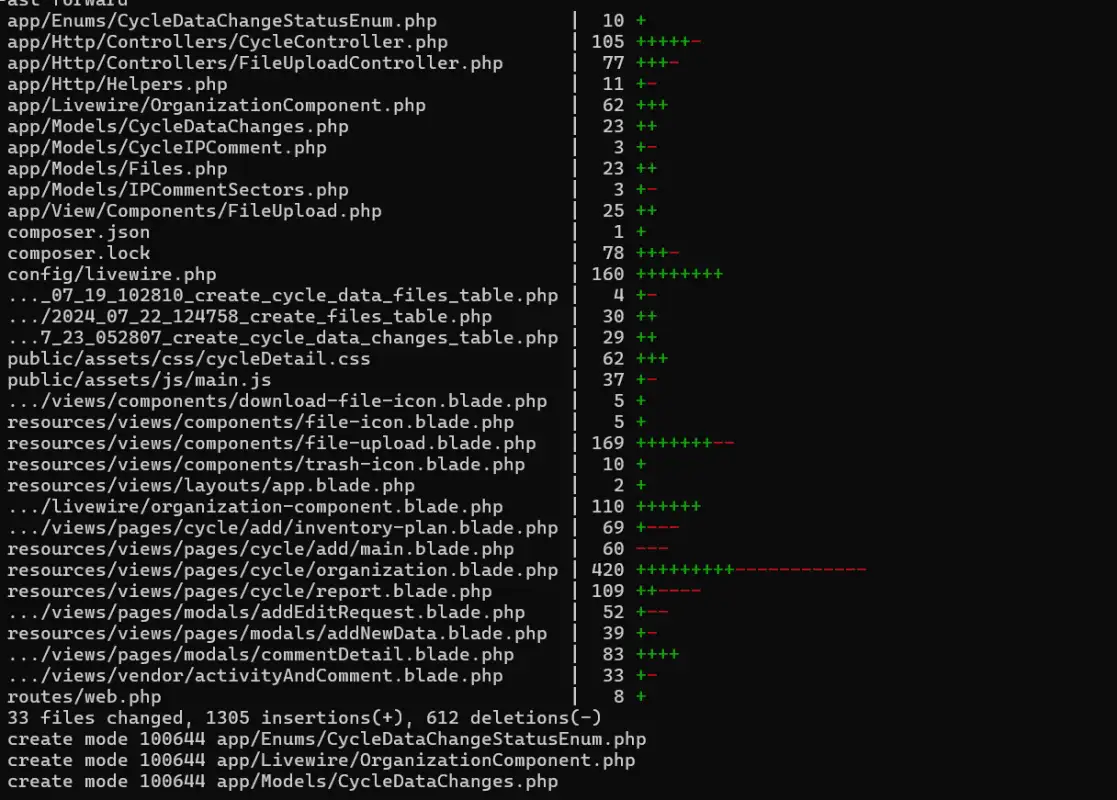 Fast forward
app/Enums/CycleDataChangeStatusEnum.php | 10 +
app/Http/Controllers/CycleController.php | 105 +++++-
app/Http/Controllers/FileUploadController.php | 77 +++-
app/Http/Helpers.php | 11 +-
app/Livewire/OrganizationComponent.php | 62 +++
app/Models/CycleDataChanges.php | 23 ++
app/Models/CycleIPComment.php | 3 +-
app/Models/Files.php | 23 ++
app/Models/IPCommentSectors.php | 3 +-
app/View/Components/FileUpload.php | 25 ++
composer.json | 1 +
composer.lock | 78 +++-
config/livewire.php | 160 ++++++++
..._07_19_102810_create_cycle_data_files_table.php | 4 +-
.../2024_07_22_124758_create_files_table.php | 30 ++
...7_23_052807_create_cycle_data_changes_table.php | 29 ++
public/assets/css/cycleDetail.css | 62 +++
public/assets/js/main.js | 37 +-
.../views/components/download-file-icon.blade.php | 5 +
resources/views/components/file-icon.blade.php | 5 +
resources/views/components/file-upload.blade.php | 169 +++++++--
resources/views/components/trash-icon.blade.php | 10 +
resources/views/layouts/app.blade.php | 2 +
.../livewire/organization-component.blade.php | 110 ++++++
.../views/pages/cycle/add/inventory-plan.blade.php | 69 +---
resources/views/pages/cycle/add/main.blade.php | 60 ---
resources/views/pages/cycle/organization.blade.php | 420 +++++++++------------
resources/views/pages/cycle/report.blade.php | 109 ++----
.../views/pages/modals/addEditRequest.blade.php | 52 +--
resources/views/pages/modals/addNewData.blade.php | 39 +-
.../views/pages/modals/commentDetail.blade.php | 83 ++++
.../views/vendor/activityAndComment.blade.php | 33 +-
routes/web.php | 8 +
33 files changed, 1305 insertions(+), 612 deletions(-)
create mode 100644 app/Enums/CycleDataChangeStatusEnum.php
create mode 100644 app/Livewire/OrganizationComponent.php
create mode 100644 app/Models/CycleDataChanges.php